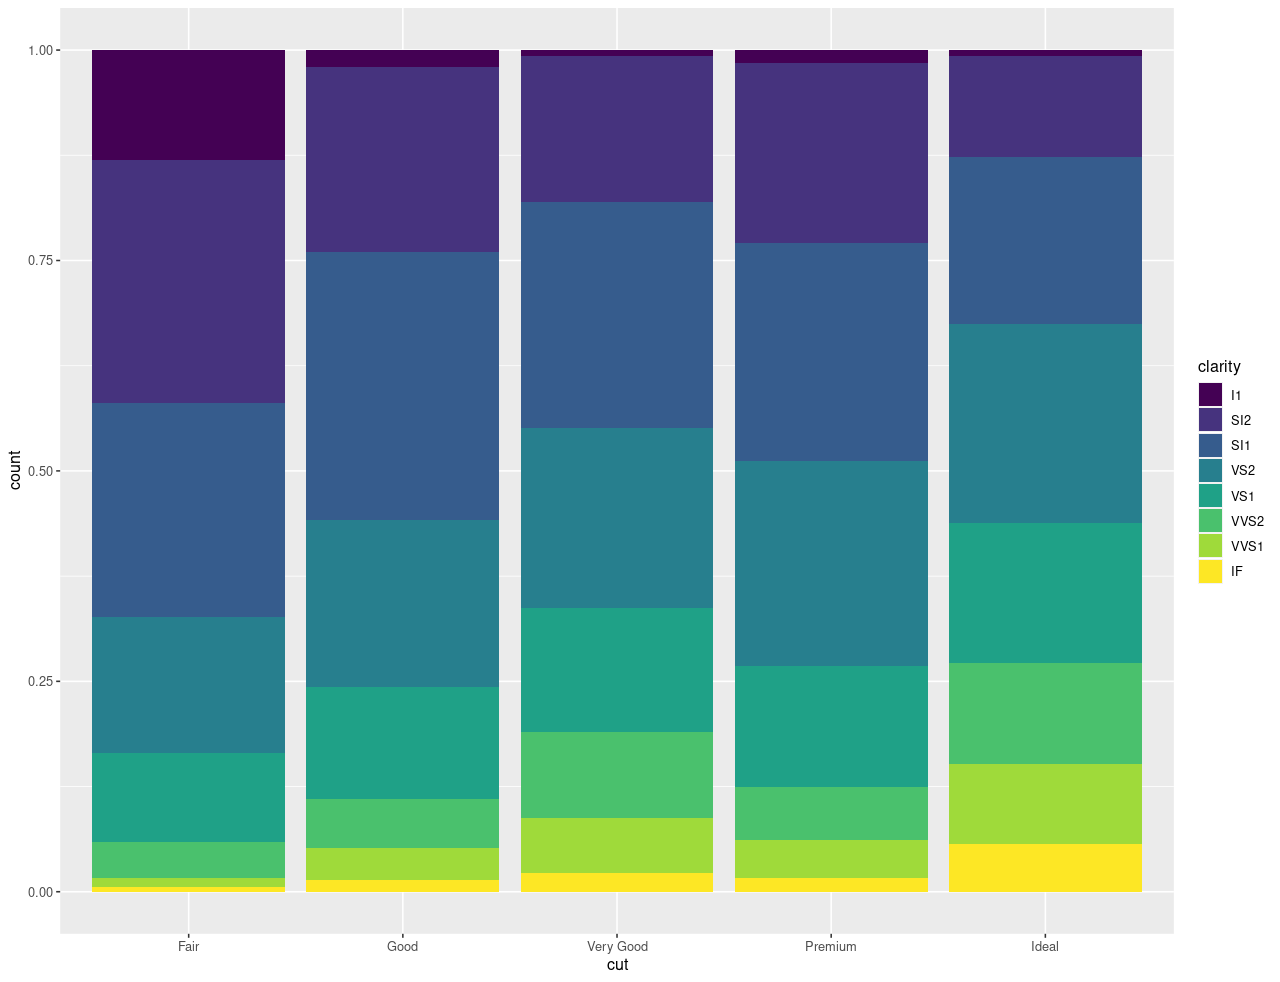 1.00
0.75
0.50
0.25
0.00
count
Fair
Good
Very Good
Premium
Ideal
cut
clarity
I1
SI2
SI1
VS2
VS1
VVS2
VVS1
IF